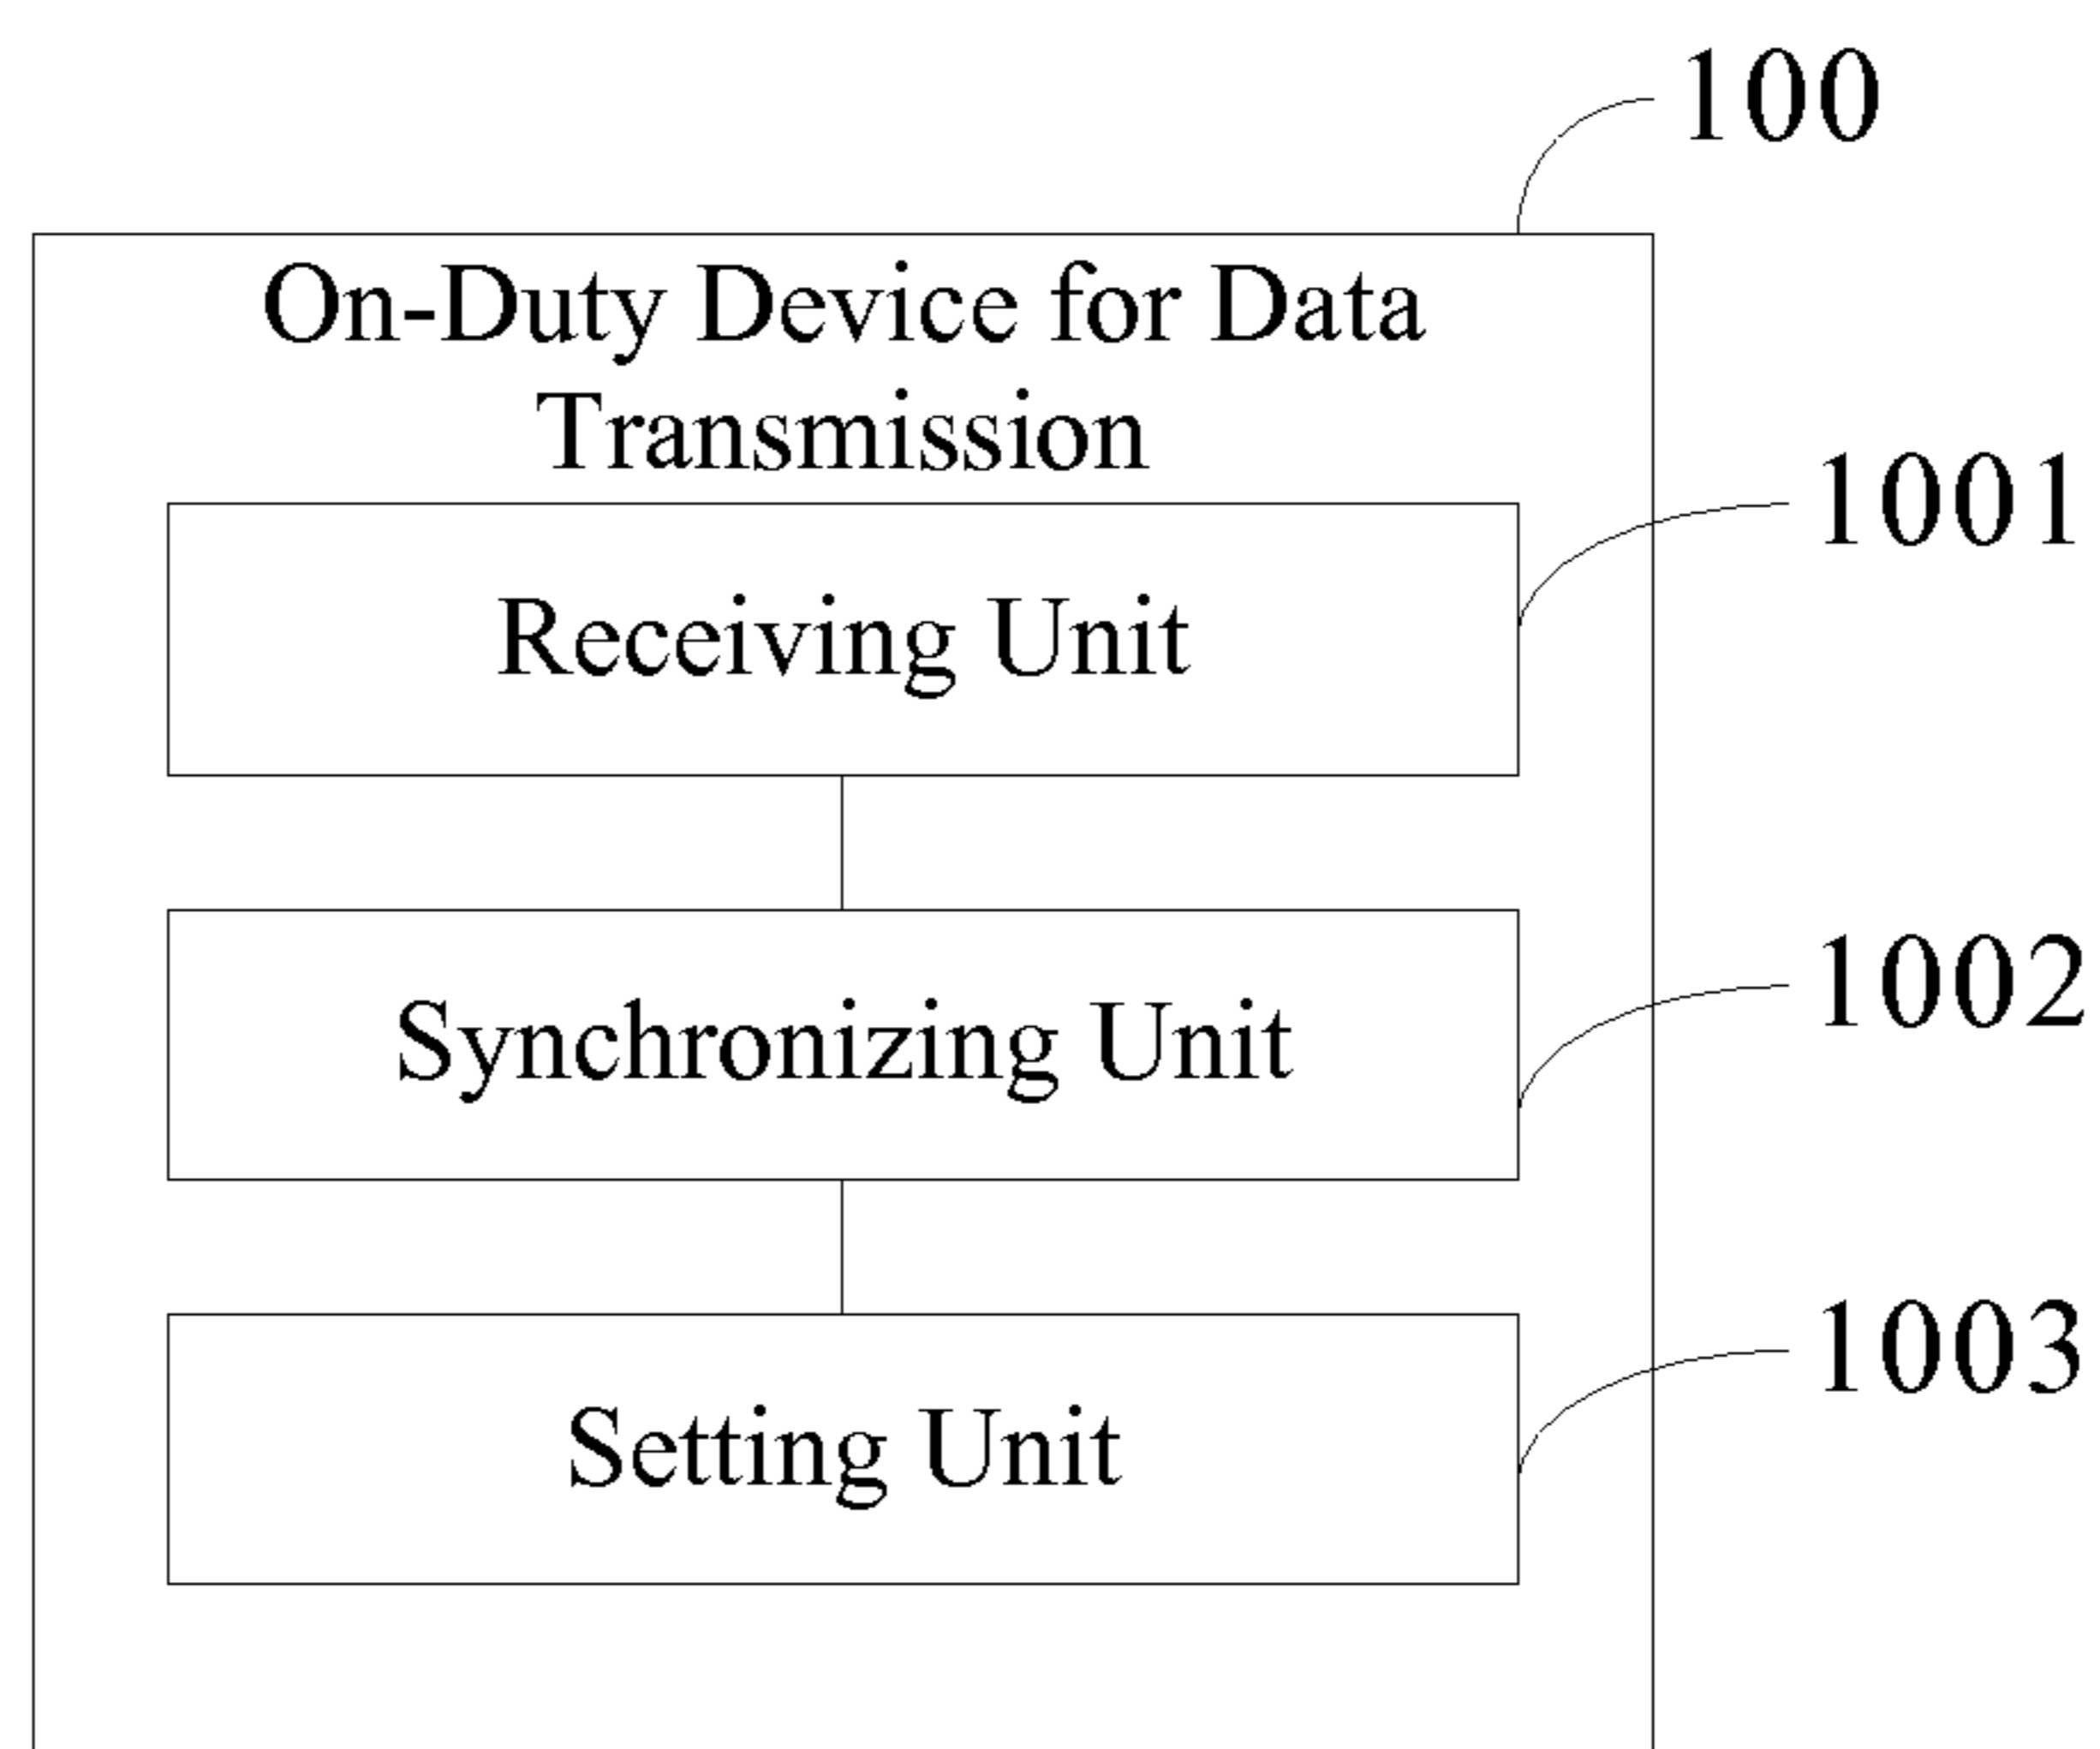 100
On-Duty Device for Data
Transmission
1001
Receiving Unit
1002
Synchronizing Unit
1003
Setting Unit